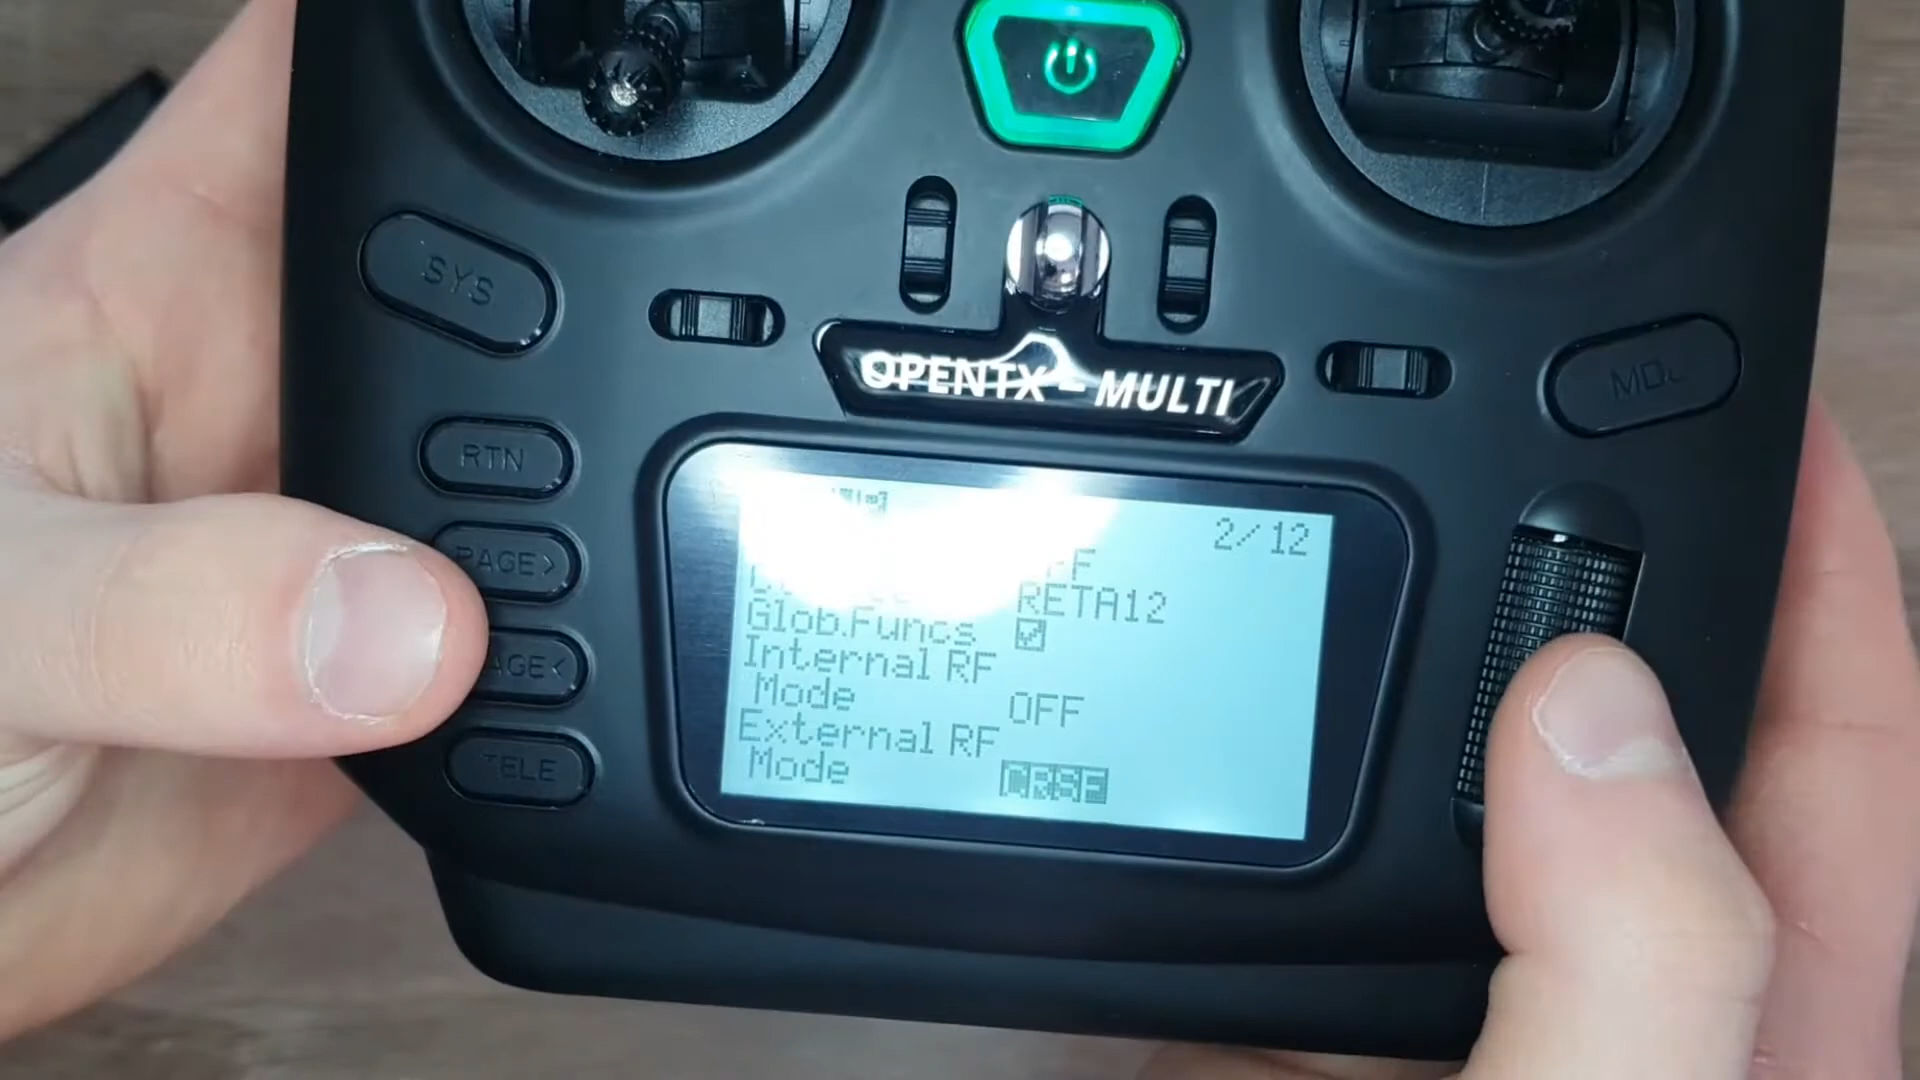 SYS
OPENTX - MULTI
MDL
RTN
PAGE>
2/12
RETA12
Glob.Funcs
Internal RF
PAGE<
Mode OFF
External RF
TELE
Mode